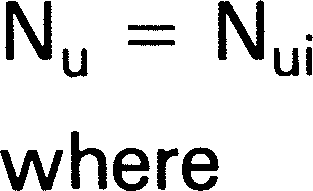 Nu = Nui
where